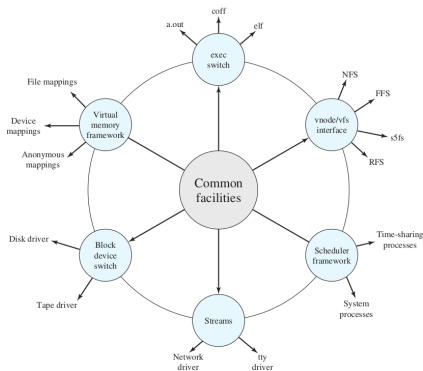 coff
a.out
elf
exec
switch
File mappings
Device
mappings
Anonymous
mappings
Virtual
memory
framework
NFS
FFS
s5fs
RFS
vnode/vfs
interface
Common
facilities
Disk driver
Tape driver
Block
device
switch
Time-sharing
processes
Scheduler
framework
System
processes
Streams
Network
driver
tty
driver